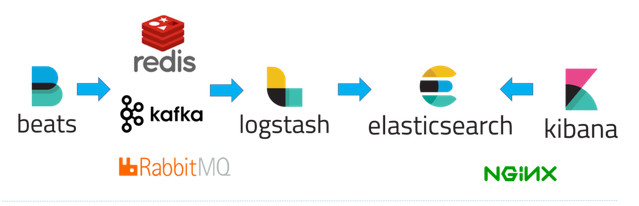 redis
kafka
beats
logstash
elasticsearch
kibana
RabbitMQ
NGINX